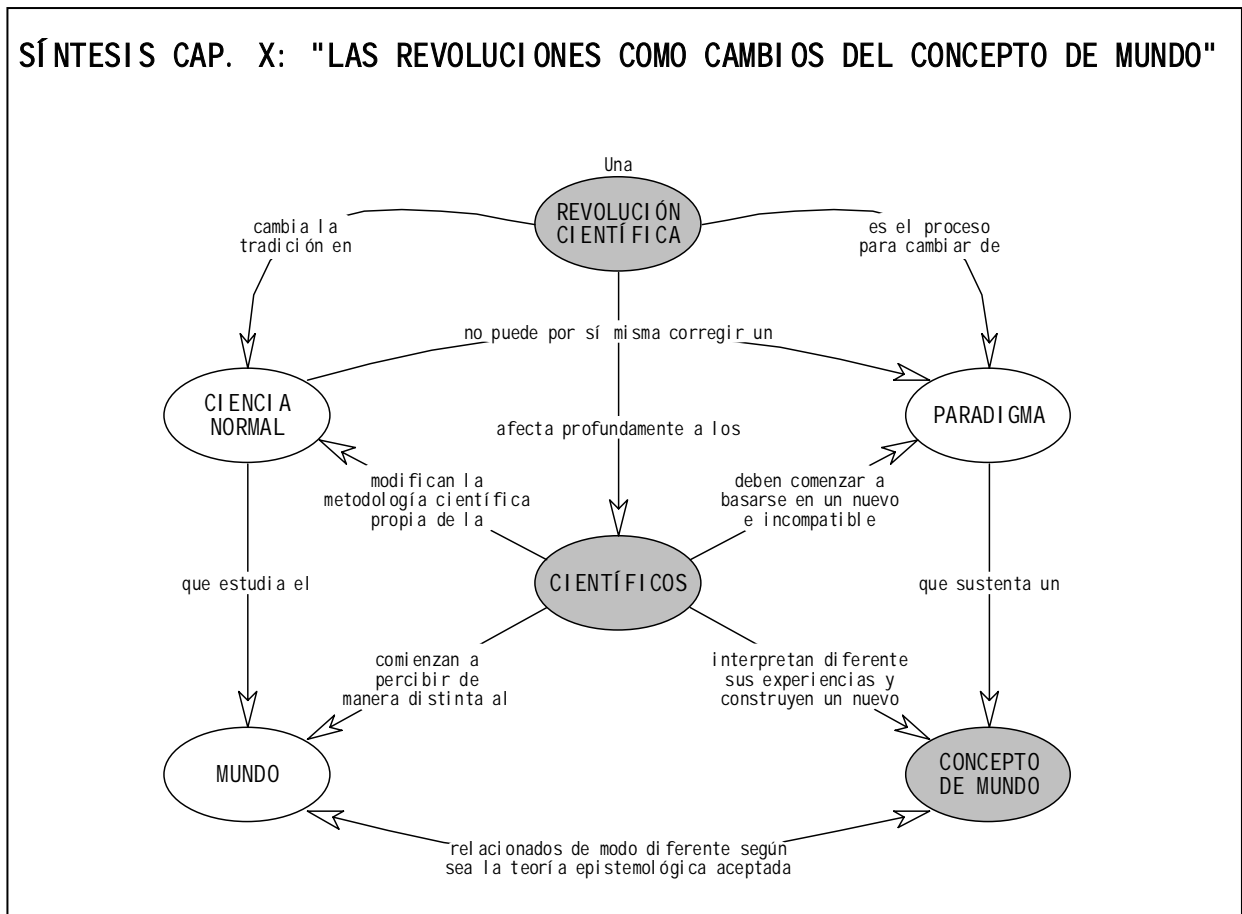 SÍNTESIS CAP. X: "LAS REVOLUCIONES COMO CAMBIOS DEL CONCEPTO DE MUNDO"
Una
REVOLUCIÓN
CIENTÍFICA
cambia la
tradición en
es el proceso
para cambiar de
no puede por sí misma corregir un
CIENCIA
NORMAL
PARADIGMA
afecta profundamente a los
modifican la
metodología científica
propia de la
deben comenzar a
basarse en un nuevo
e incompatible
CIENTÍFICOS
que estudia el
que sustenta un
comienzan a
percibir de
manera distinta al
interpretan diferente
sus experiencias y
construyen un nuevo
MUNDO
CONCEPTO
DE MUNDO
relacionados de modo diferente según
sea la teoría epistemológica aceptada